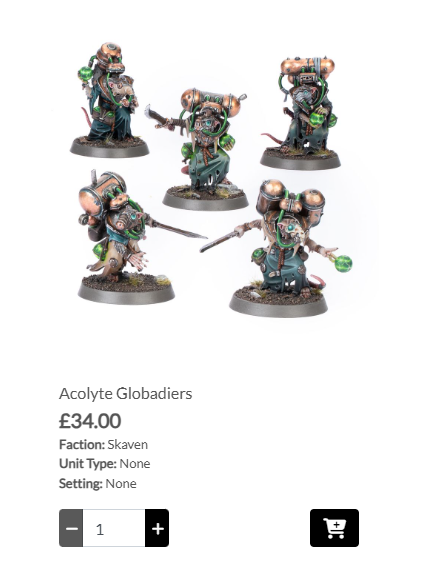 Acolyte Globadiers
£34.00
Faction: Skaven
Unit Type: None
Setting: None
1